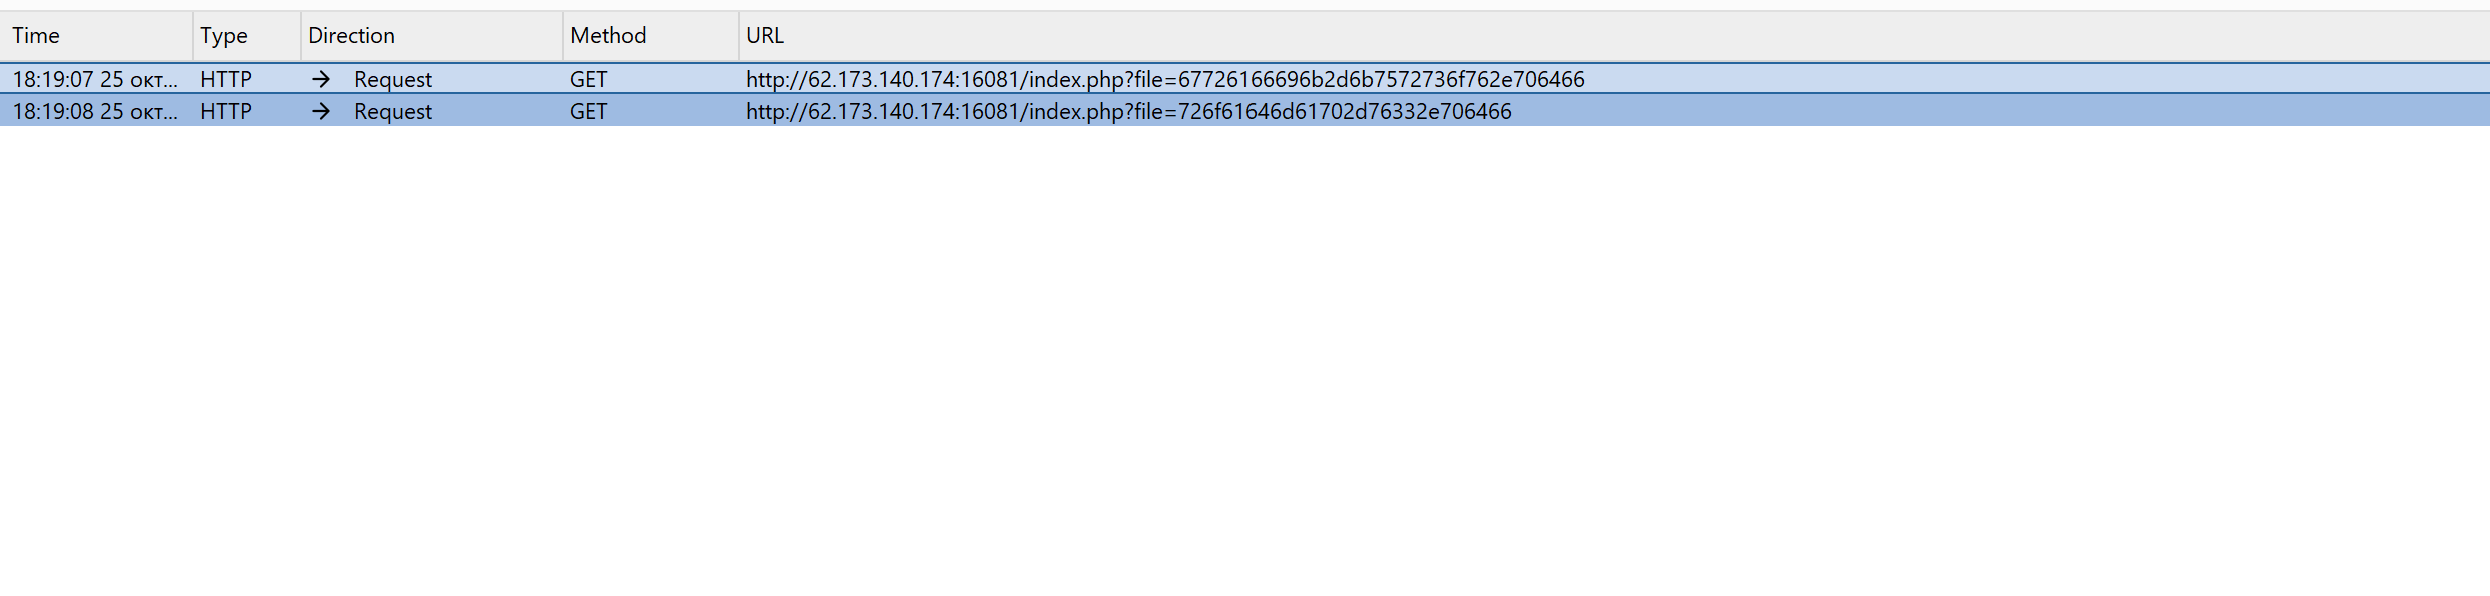 Time Type Direction Method URL
18:19:07 25 окт... HTTP → Request GET http://62.173.140.174:16081/index.php?file=67726166696b2d6b7572736f762e706466
18:19:08 25 окт... HTTP → Request GET http://62.173.140.174:16081/index.php?file=726f61646d61702d76332e706466